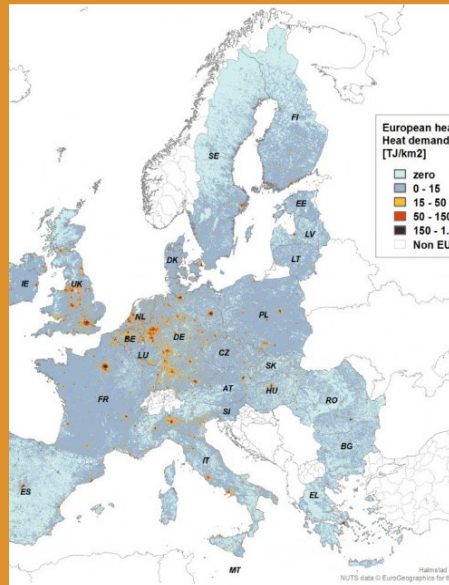 European hea
Heat demand
[TJ/km2]
zero
0 - 15
15 - 50
50 - 150
150 - 1.
Non EU
FI
SE
EE
LV
LT
DK
IE
UK
NL
BE
LU
DE
PL
CZ
SK
AT
HU
SI
FR
RO
BG
IT
ES
EL
MT
Halmstad
NUTS data © EuroGeographics for t